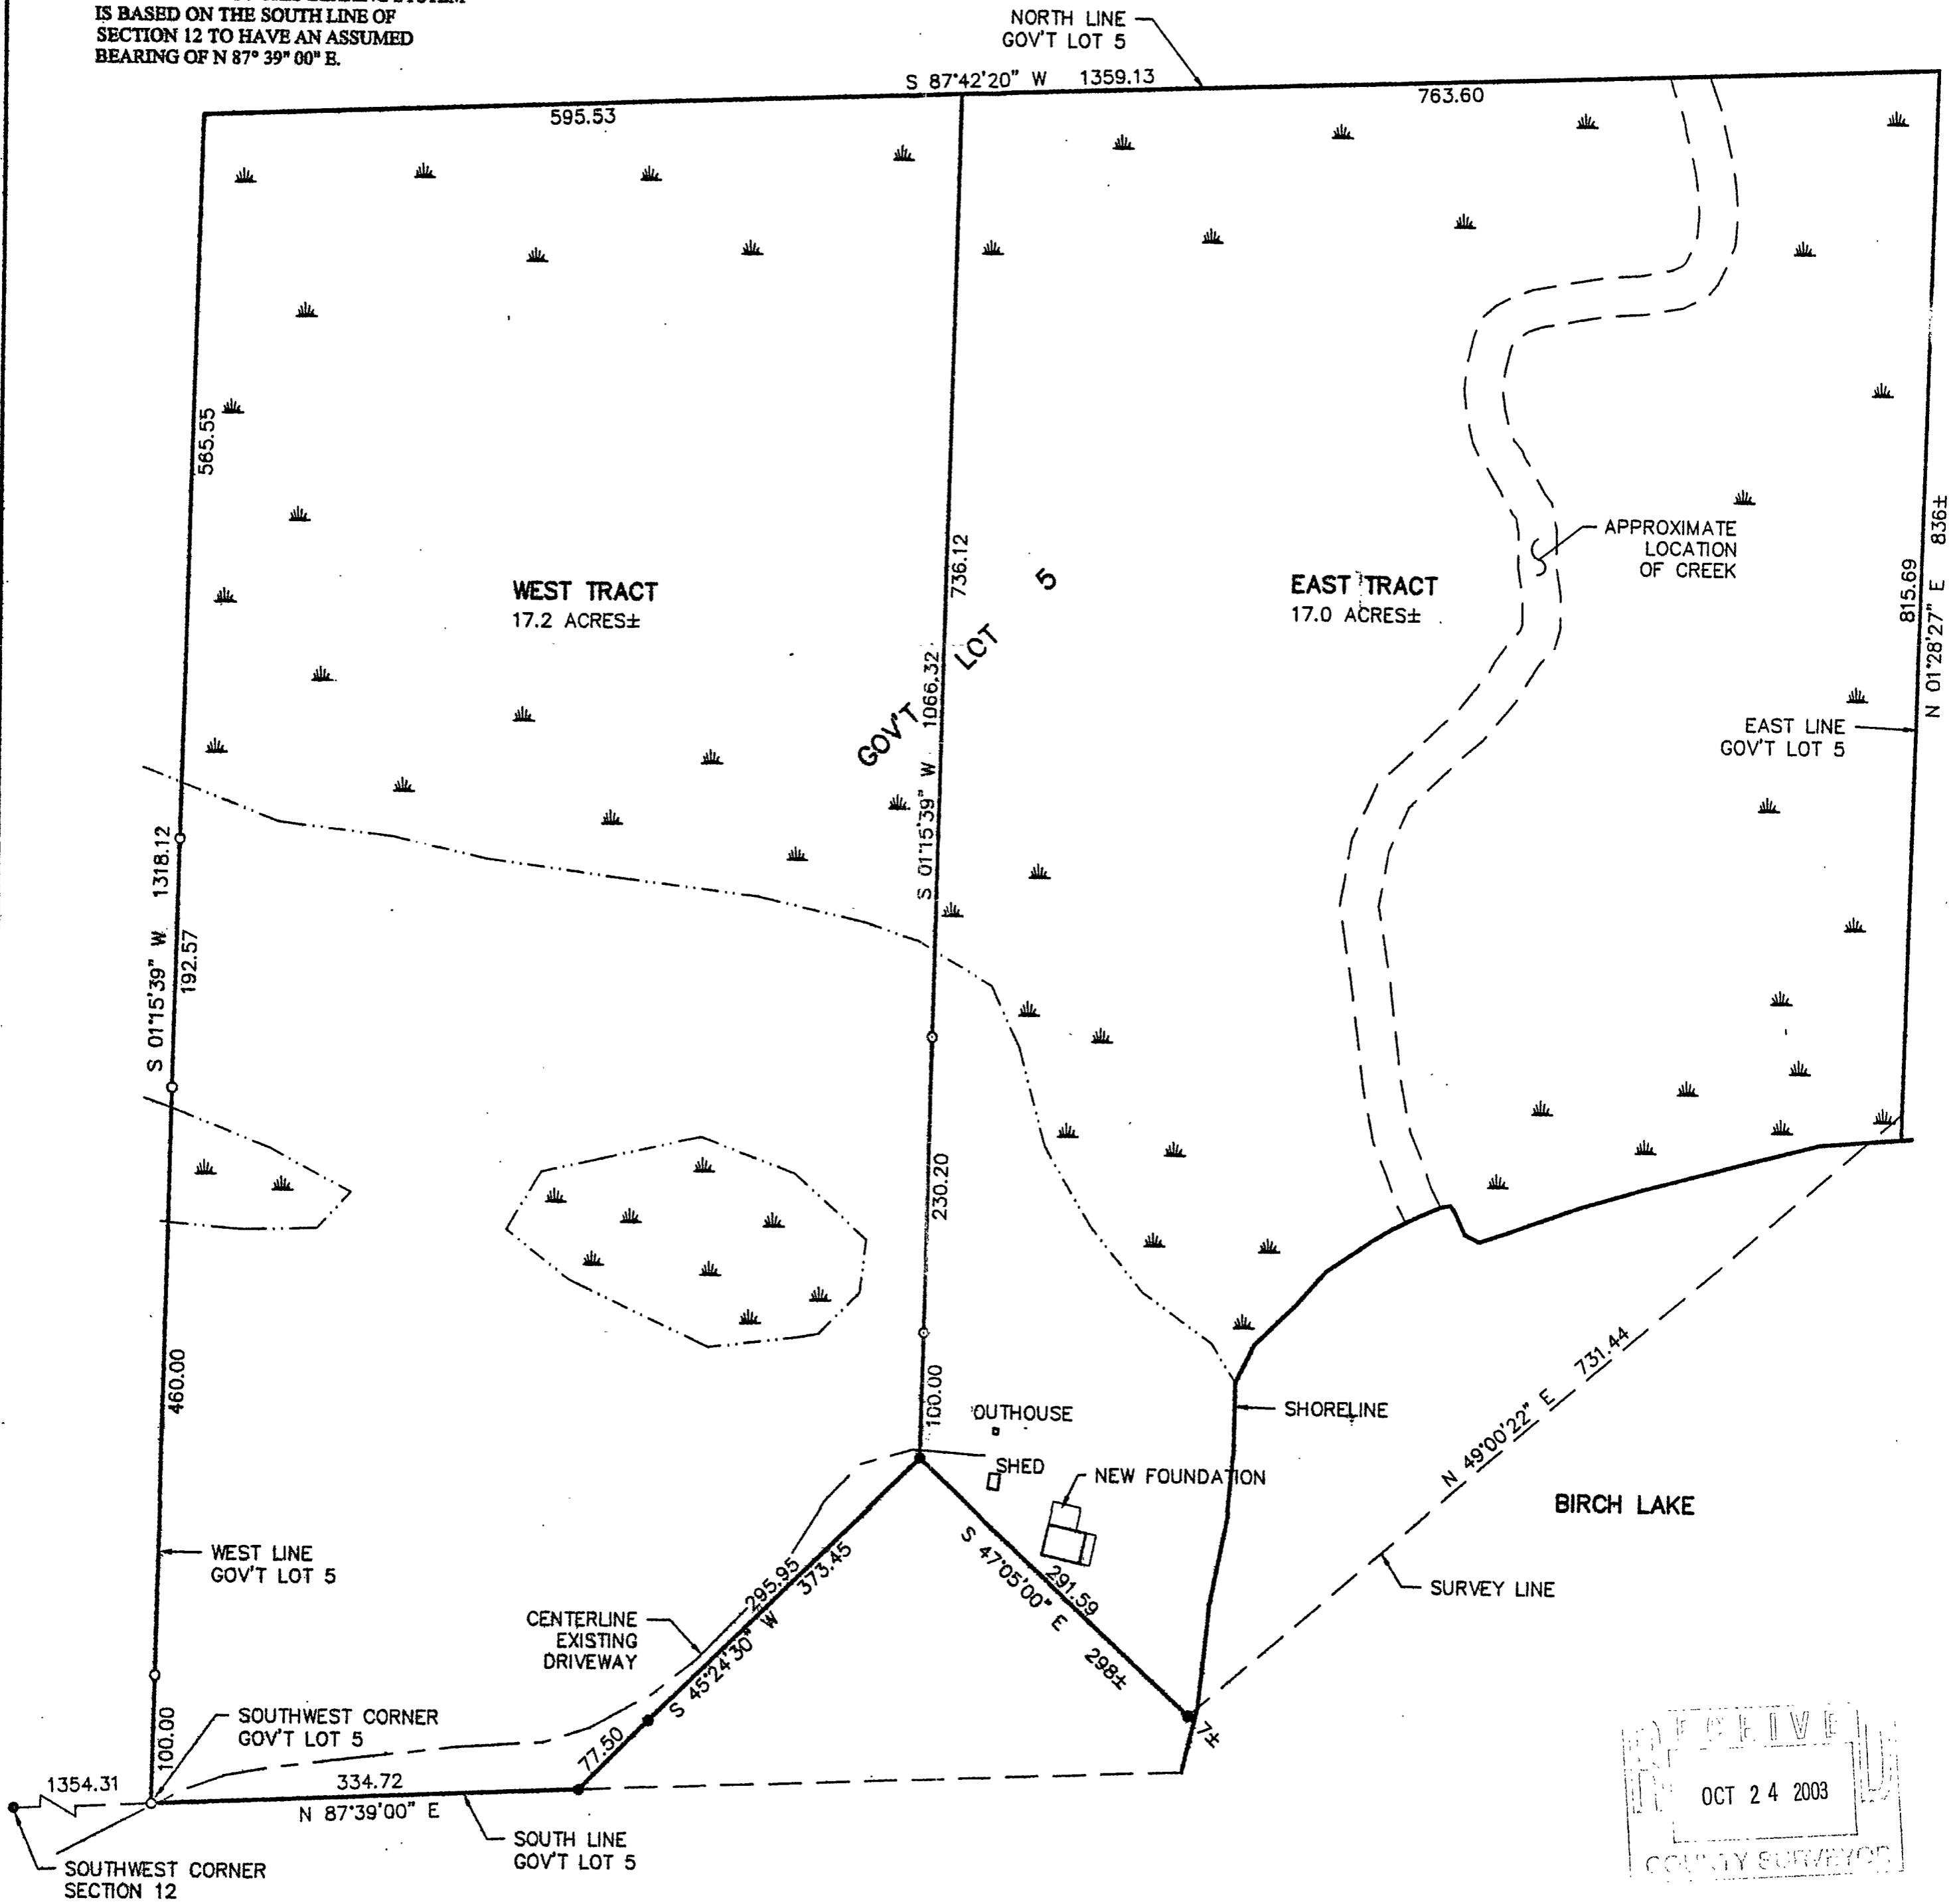 IS BASED ON THE SOUTH LINE OF
SECTION 12 TO HAVE AN ASSUMED
BEARING OF N 87° 39" 00" E.
NORTH LINE
GOV'T LOT 5
S 87°42'20" W 1359.13
595.53
763.60
565.55
736.12
5
LOT
GOV'T
WEST TRACT
17.2 ACRES±
EAST TRACT
17.0 ACRES±
APPROXIMATE
LOCATION
OF CREEK
815.69
N 01°28'27" E 836±
EAST LINE
GOV'T LOT 5
S 01°15'39" W 1066.32
S 01°15'39" W 1318.12
192.57
230.20
460.00
100.00
OUTHOUSE
SHED
NEW FOUNDATION
SHORELINE
N 49°00'22" E 731.44
BIRCH LAKE
SURVEY LINE
WEST LINE
GOV'T LOT 5
295.95
373.45
S 45°24'30" W
S 47°05'00" E
291.59
298±
7±
CENTERLINE
EXISTING
DRIVEWAY
77.50
100.00
SOUTHWEST CORNER
GOV'T LOT 5
1354.31
334.72
N 87°39'00" E
SOUTH LINE
GOV'T LOT 5
SOUTHWEST CORNER
SECTION 12
OCT 24 2003
COUNTY SURVEYOR